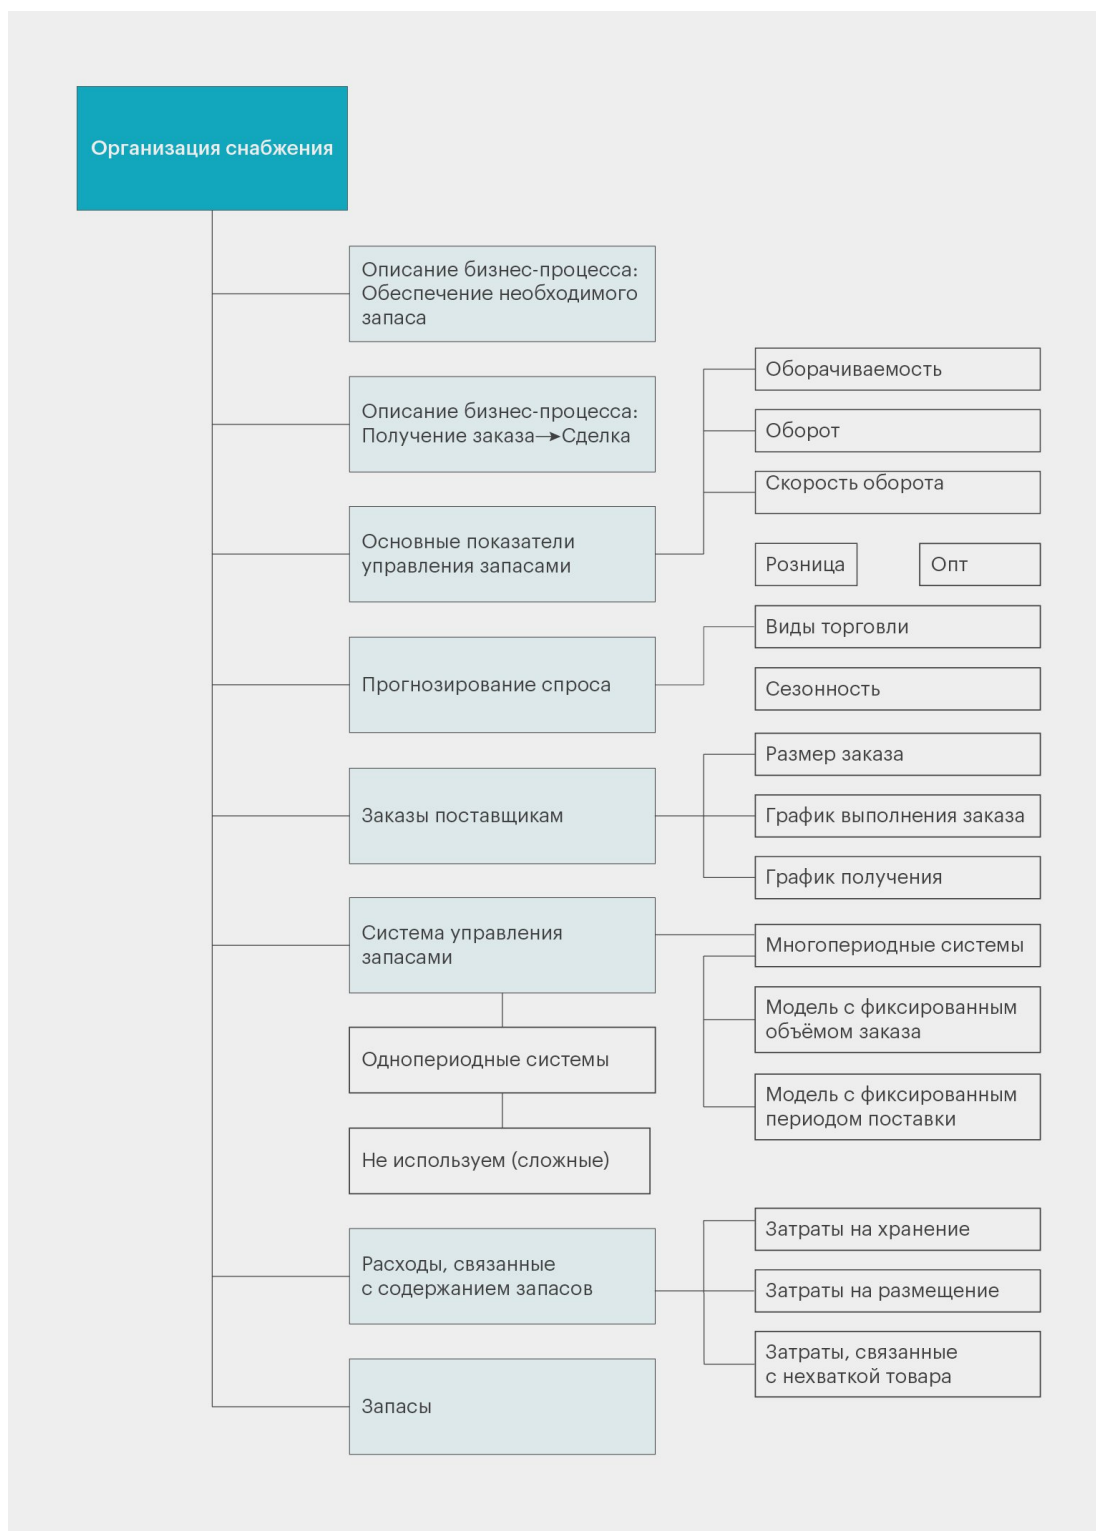 Организация снабжения
Описание бизнес-процесса:
Обеспечение необходимого
запаса
Описание бизнес-процесса:
Получение заказа→Сделка
Основные показатели
управления запасами
Оборачиваемость
Оборот
Скорость оборота
Розница
Опт
Прогнозирование спроса
Виды торговли
Сезонность
Заказы поставщикам
Размер заказа
График выполнения заказа
График получения
Система управления
запасами
Многопериодные системы
Модель с фиксированным
объёмом заказа
Модель с фиксированным
периодом поставки
Однопериодные системы
Не используем (сложные)
Расходы, связанные
с содержанием запасов
Затраты на хранение
Затраты на размещение
Затраты, связанные
с нехваткой товара
Запасы